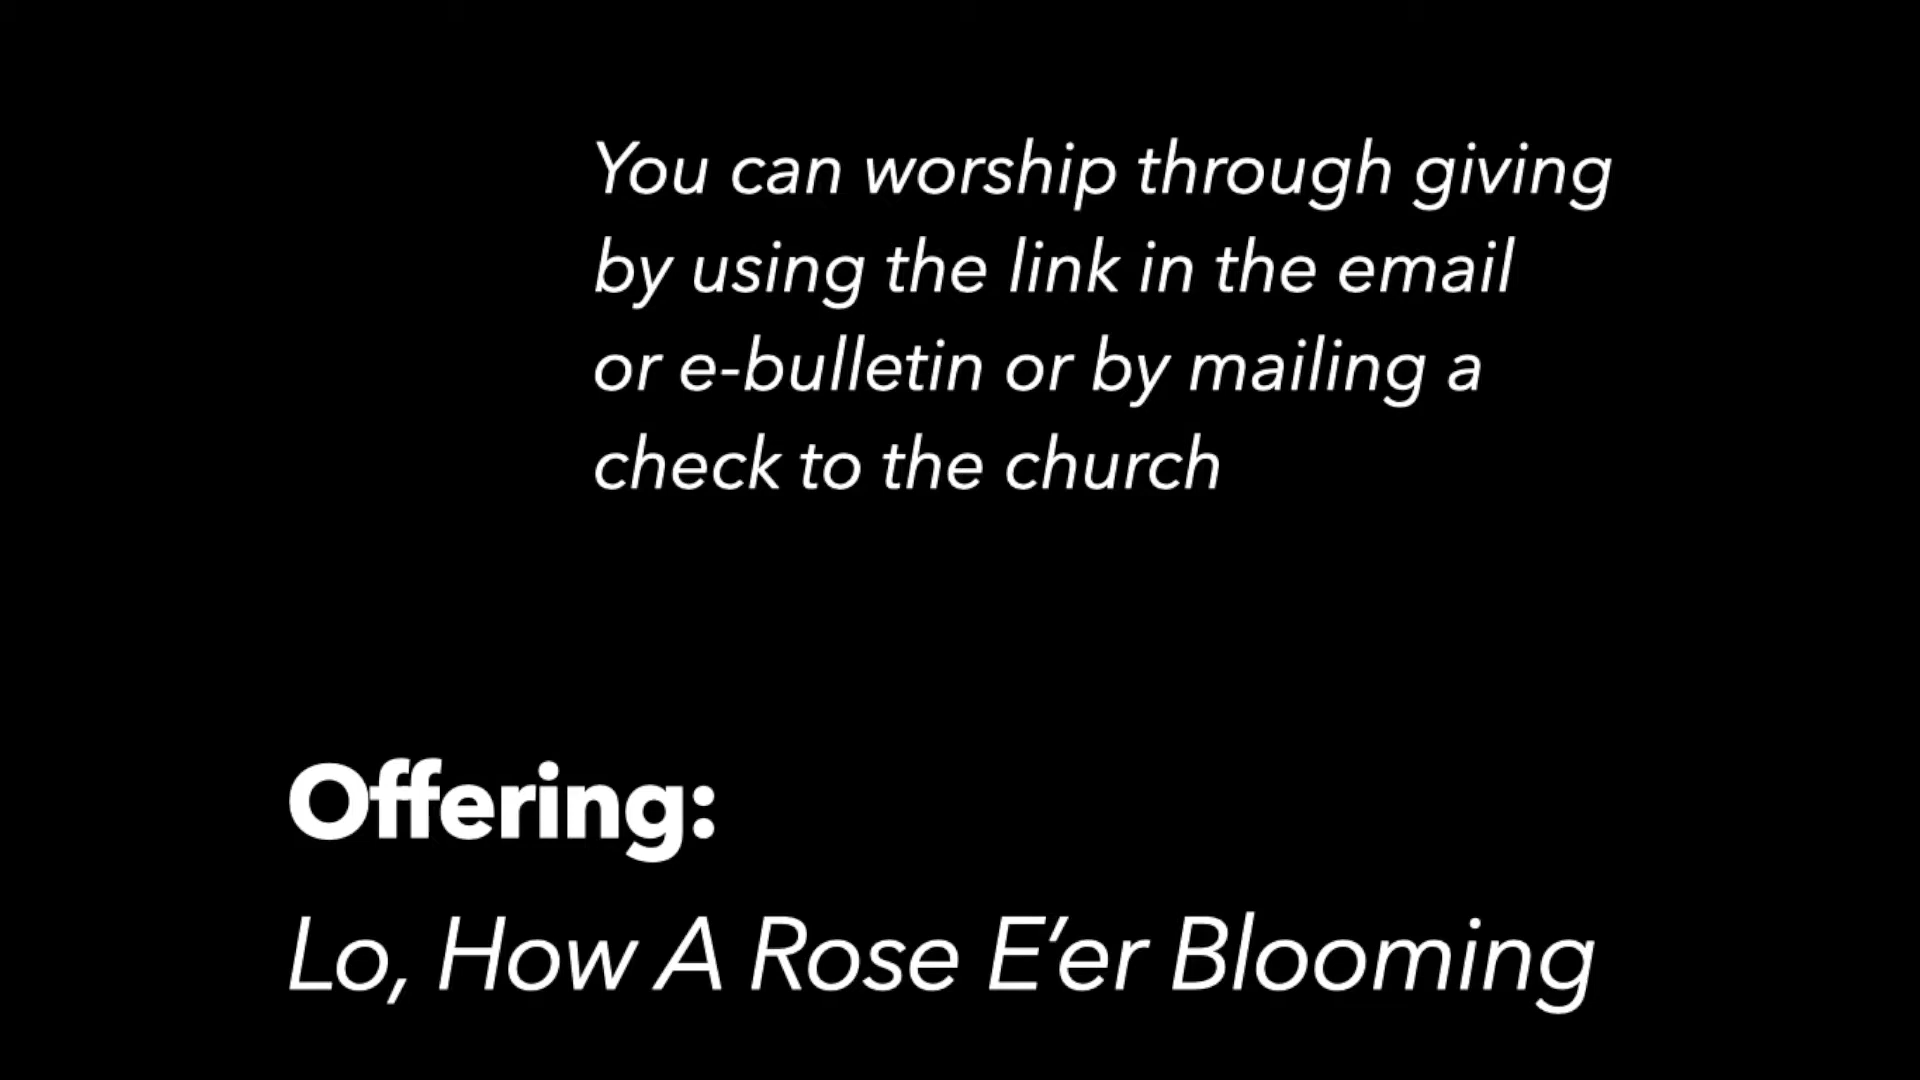 You can worship through giving
by using the link in the email
or e-bulletin or by mailing a
check to the church
Offering:
Lo, How A Rose E’er Blooming